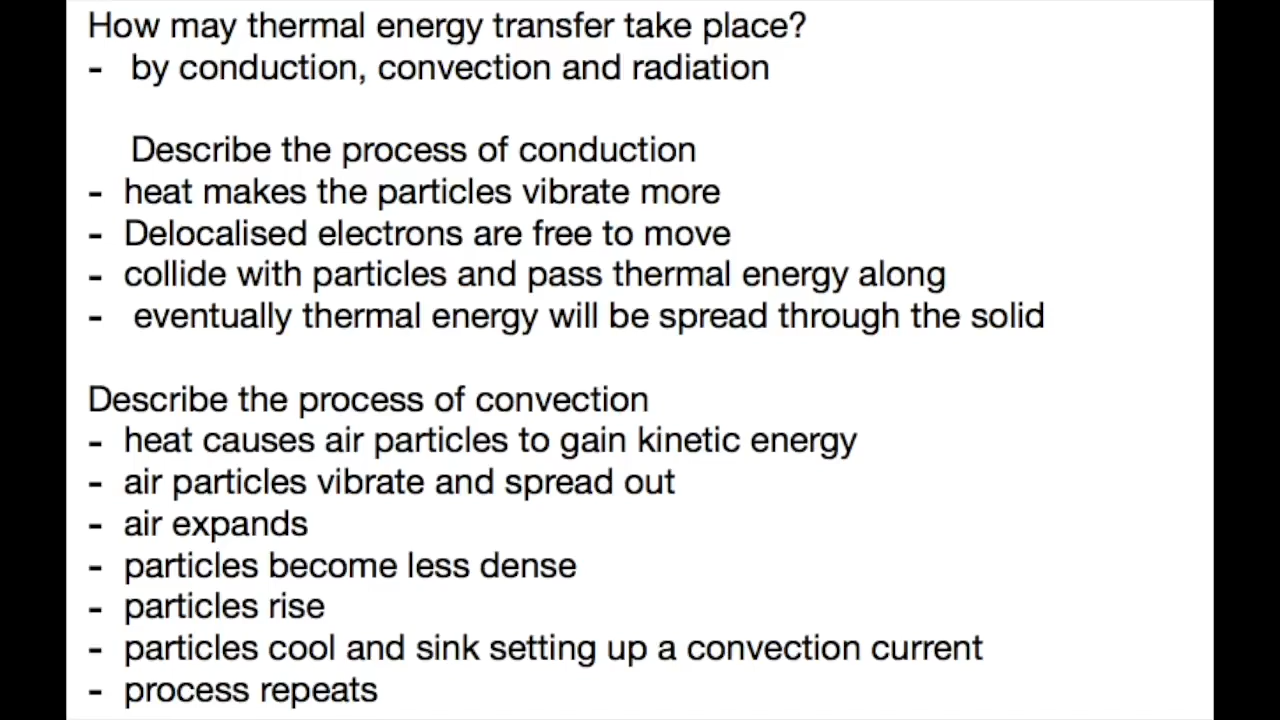 How may thermal energy transfer take place?
- by conduction, convection and radiation
Describe the process of conduction
- heat makes the particles vibrate more
- Delocalised electrons are free to move
- collide with particles and pass thermal energy along
- eventually thermal energy will be spread through the solid
Describe the process of convection
- heat causes air particles to gain kinetic energy
- air particles vibrate and spread out
- air expands
- particles become less dense
- particles rise
- particles cool and sink setting up a convection current
- process repeats